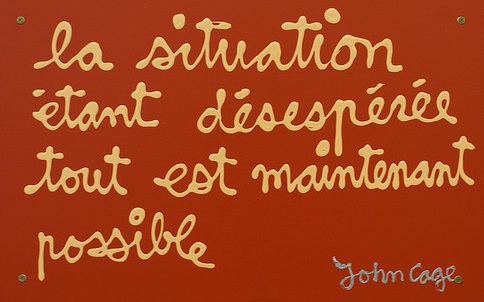 la situation
étant désespérée
tout est maintenant
possible
John Cage